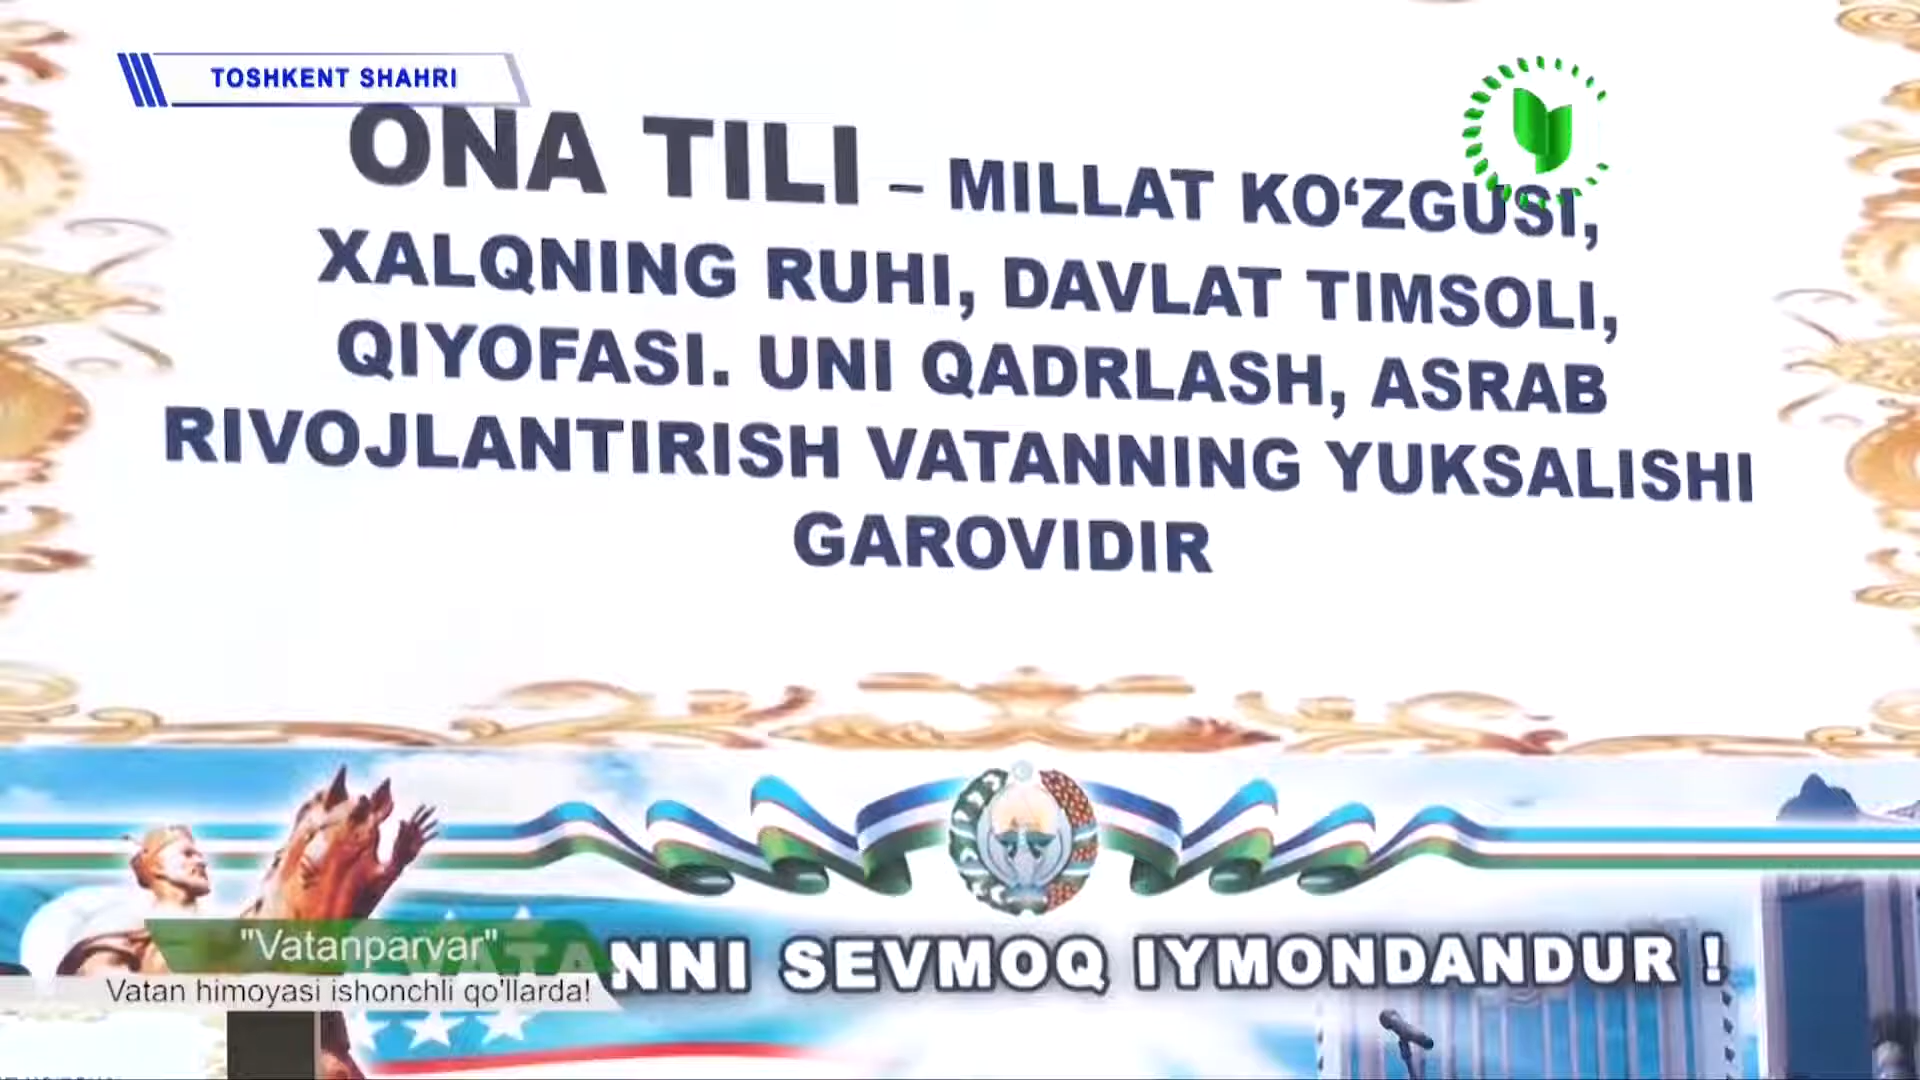 TOSHKENT SHAHRI
ONA TILI – MILLAT KO‘ZGUSI,
XALQNING RUHI, DAVLAT TIMSOLI,
QIYOFASI. UNI QADRLASH, ASRAB
RIVOJLANTIRISH VATANNING YUKSALISHI
GAROVIDIR
VATANNI SEVMOQ IYMONDANDUR !
"Vatanparvar"
Vatan himoyasi ishonchli qo'llarda!